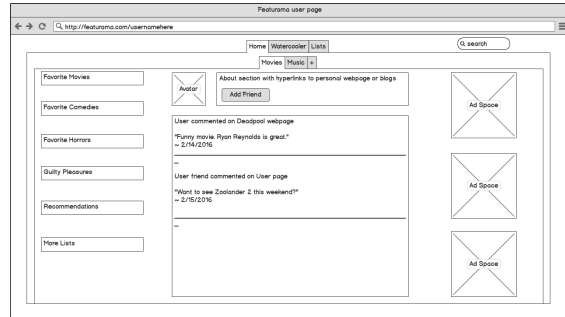 Featurama user page
http://featurama.com/usernamehere
Home Watercooler Lists
search
Movies Music +
Favorite Movies
Favorite Comedies
Favorite Horrors
Guilty Pleasures
Recommendations
More Lists
Avatar
About section with hyperlinks to personal webpage or blogs
Add Friend
User commented on Deadpool webpage
"Funny movie. Ryan Reynolds is great."
~ 2/14/2016
User friend commented on User page
"Want to see Zoolander 2 this weekend?"
~ 2/15/2016
Ad Space
Ad Space
Ad Space